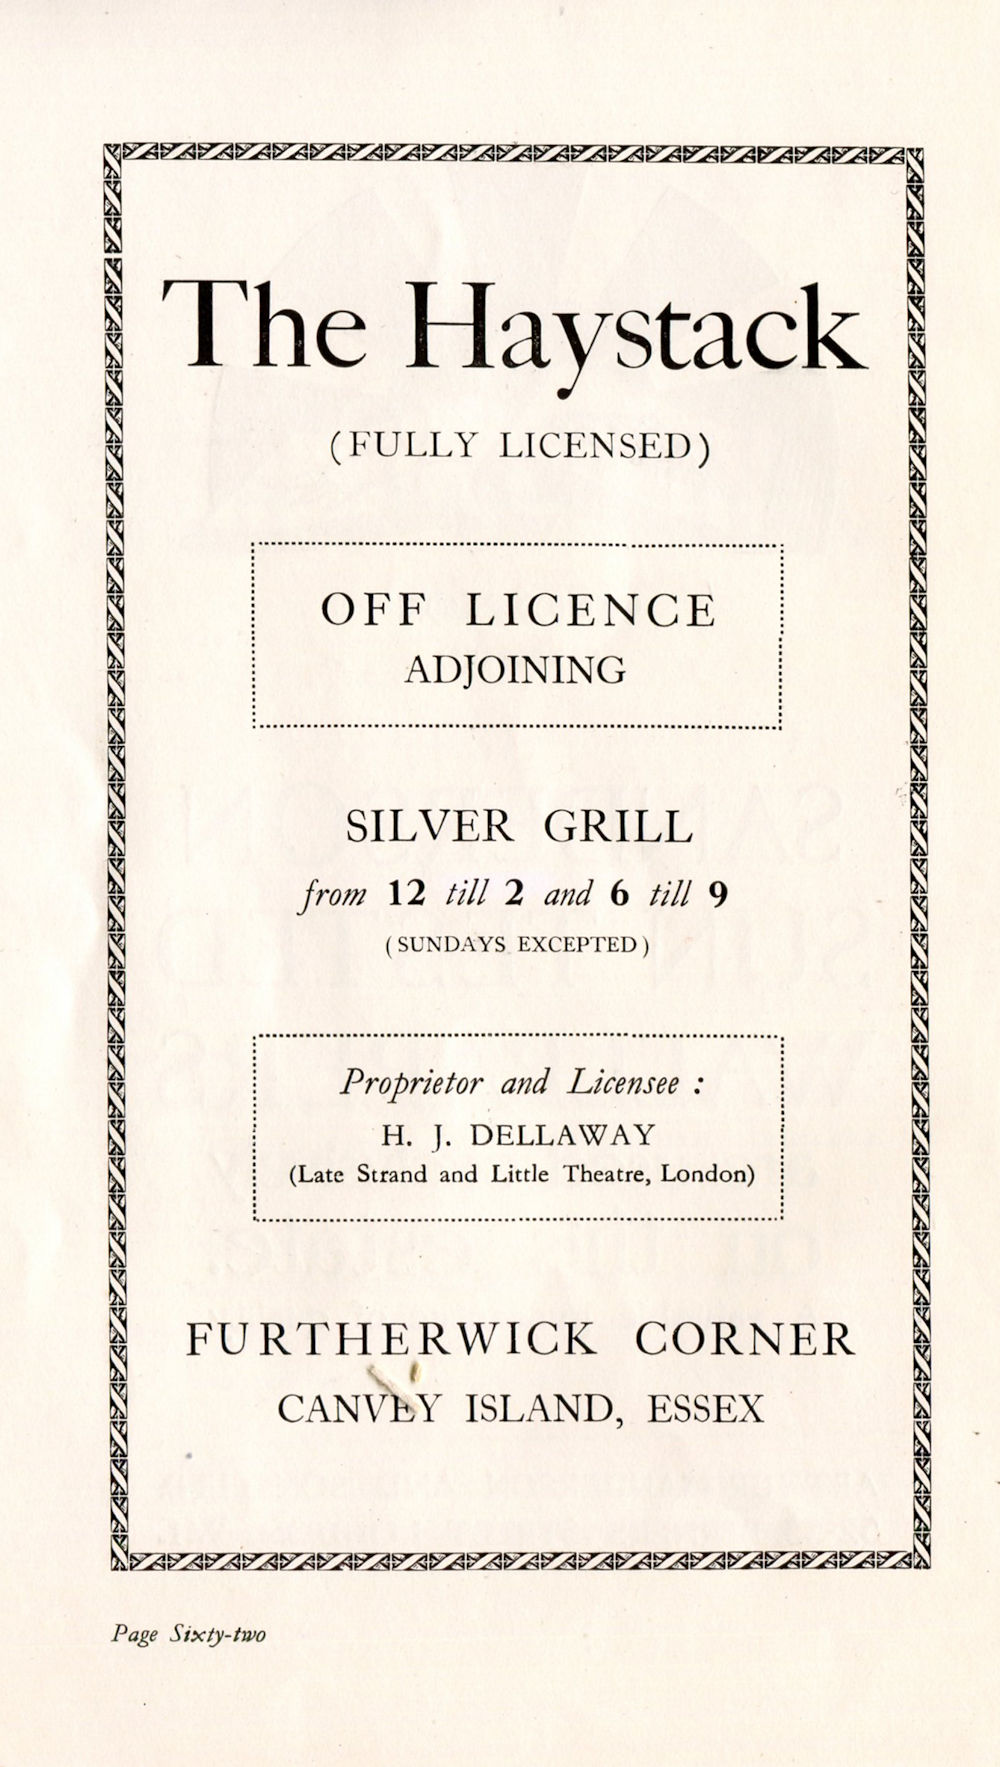 The Haystack
(FULLY LICENSED)
OFF LICENCE
ADJOINING
SILVER GRILL
from 12 till 2 and 6 till 9
(SUNDAYS EXCEPTED)
Proprietor and Licensee :
H. J. DELLAWAY
(Late Strand and Little Theatre, London)
FURTHERWICK CORNER
CANVEY ISLAND, ESSEX
Page Sixty-two